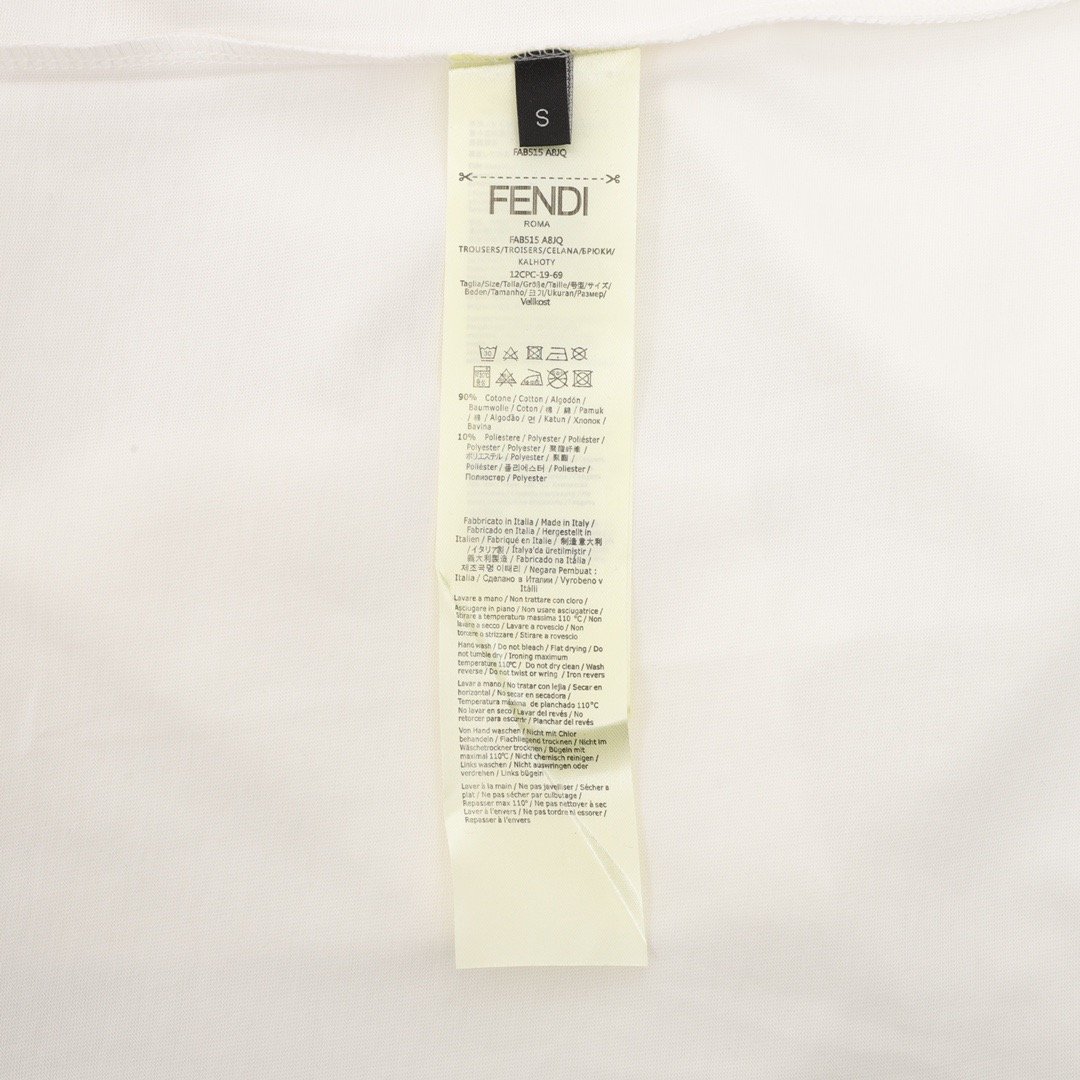 S
FAB515 A8JQ
FENDI
ROMA
FAB515 A8JQ
TROUSERS/TROISERS/CELANA/БРЮКИ/
KALHOTY
12CPC-19-69
Taglia/Size/Talla/Größe/Taille/号型/サイズ/
Beden/Tamanho/크기/Ukuran/Размер/
Velikost
30
90% Cotone / Cotton / Algodón /
Baumwolle / Coton / 棉 / 綿 / Pamuk
/ 棉 / Algodão / 면 / Katun / Хлопок /
Bavlna
10% Poliestere / Polyester / Poliéster /
Polyester / Polyester / 聚酯纤维 /
ポリエステル / Polyester / 聚酯 /
Poliéster / 폴리에스터 / Poliester /
Полиэстер / Polyester
Fabbricato in Italia / Made in Italy /
Fabricado en Italia / Hergestellt in
Italien / Fabriqué en Italie / 制造意大利
/ イタリア製 / İtalya'da üretilmiştir /
義大利製造 / Fabricado na Itália /
제조국명 이태리 / Negara Pembuat :
Italia / Сделано в Италии / Vyrobeno v
Itálii
Lavare a mano / Non trattare con cloro /
Asciugare in piano / Non usare asciugatrice /
Stirare a temperatura massima 110 °C / Non
lavare a secco / Lavare a rovescio / Non
torcere o strizzare / Stirare a rovescio
Hand wash / Do not bleach / Flat drying / Do
not tumble dry / Ironing maximum
temperature 110°C / Do not dry clean / Wash
reverse / Do not twist or wring / Iron revers
Lavar a mano / No tratar con lejia / Secar en
horizontal / No secar en secadora /
Temperatura máxima de planchado 110°C
No lavar en seco / Lavar del revés / No
retorcer para escurrir / Planchar del revés
Von Hand waschen / Nicht mit Chlor
behandeln / Flachliegend trocknen / Nicht im
Wäschetrockner trocknen / Bügeln mit
maximal 110°C / Nicht chemisch reinigen /
Links waschen / Nicht auswringen oder
verdrehen / Links bügeln
Laver à la main / Ne pas javelliser / Sécher a
plat / Ne pas sécher par culbutage /
Repasser max 110° / Ne pas nettover à sec
Laver à l'envers / Ne pas tordre ni essorer /
Repasser à l'envers